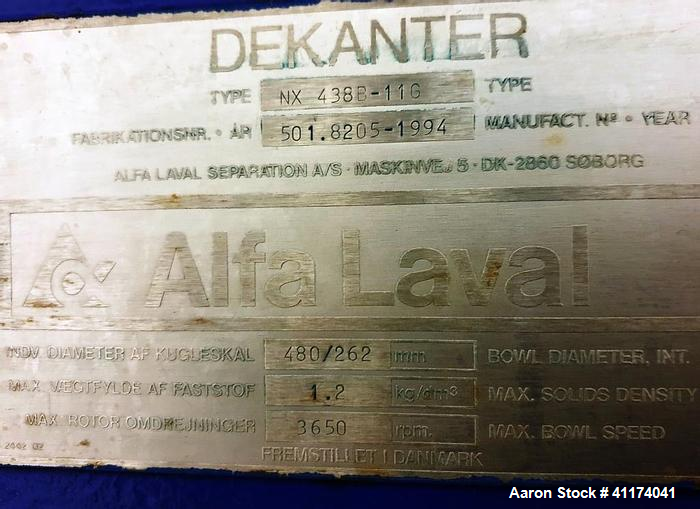 DEKANTER
TYPE NX 438B-11G TYPE
FABRIKATIONSNR. • ÅR 501.8205-1994 MANUFACT. Nº • YEAR
ALFA LAVAL SEPARATION A/S · MASKINVEJ 5 · DK-2860 SØBORG
Alfa Laval
INDV. DIAMETER AF KUGLESKAL 480/262 mm. BOWL DIAMETER, INT.
MAX. VÆGTFYLDE AF FASTSTOF 1.2 kg/dm³ MAX. SOLIDS DENSITY
MAX. ROTOR OMDREJNINGER 3650 rpm. MAX. BOWL SPEED
FREMSTILLET I DANMARK
Aaron Stock # 41174041